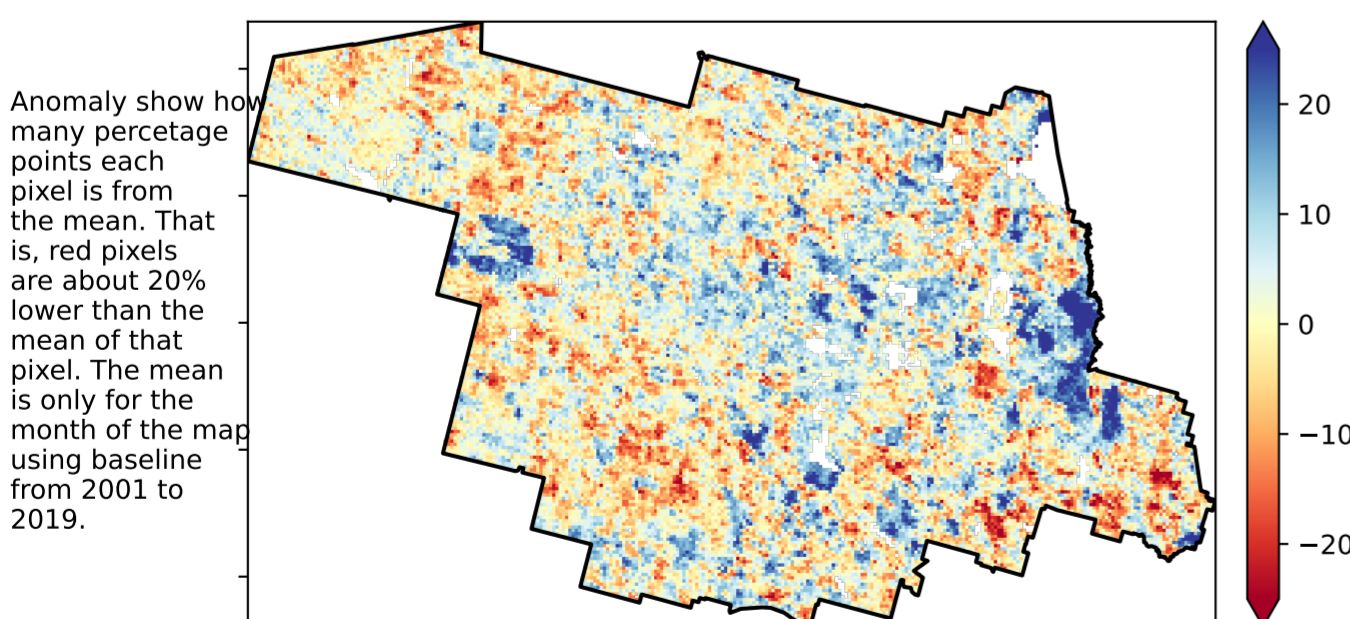 Anomaly show how
many percetage
points each
pixel is from
the mean. That
is, red pixels
are about 20%
lower than the
mean of that
pixel. The mean
is only for the
month of the map
using baseline
from 2001 to
2019.
20
10
0
−10
−20